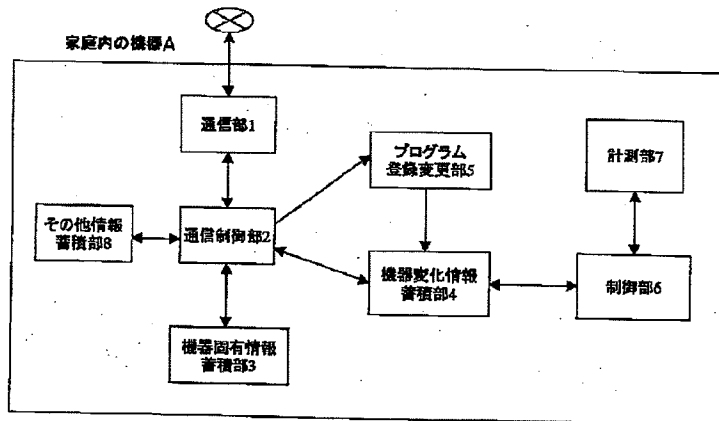 家庭内の機器A
通信部1
プログラム
登録変更部5
計測部7
その他情報
蓄積部8
通信制御部2
機器変化情報
蓄積部4
制御部6
機器固有情報
蓄積部3